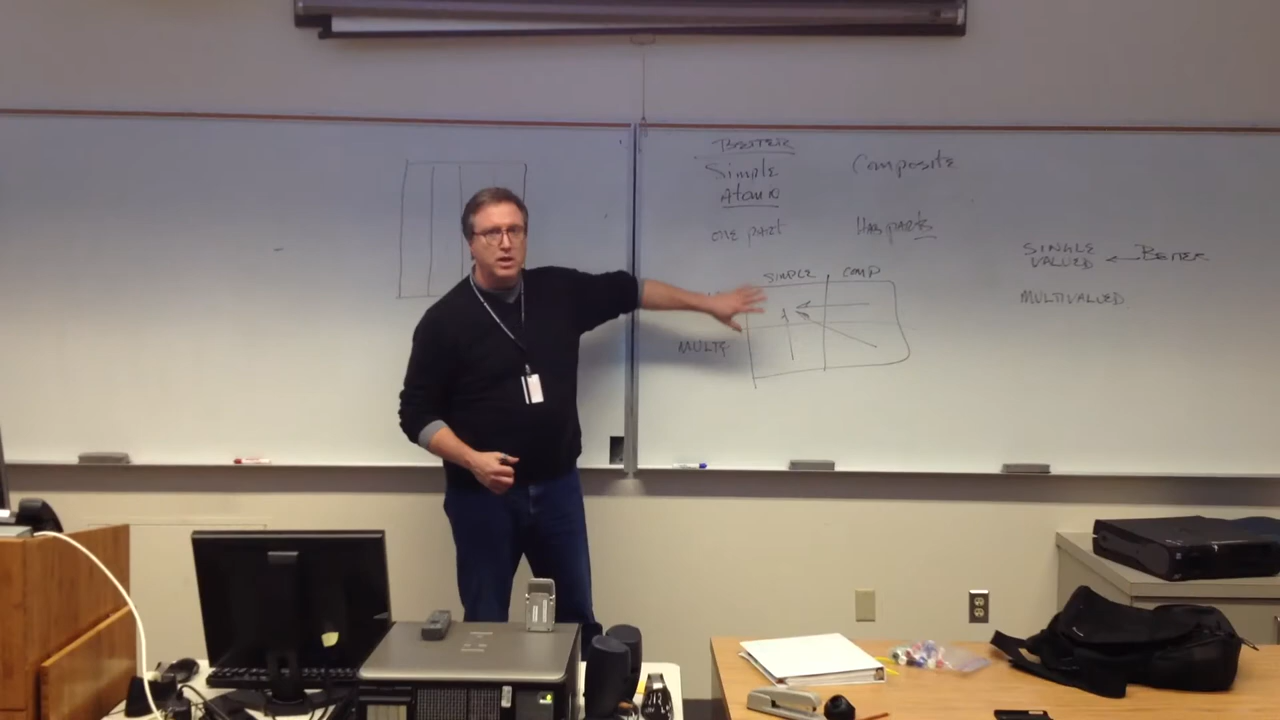 BETTER
Simple Composite
Atomic
one part Has parts
SINGLE
VALUED ← BETTER
SIMPLE COMP
MULTIVALUED
MULTI